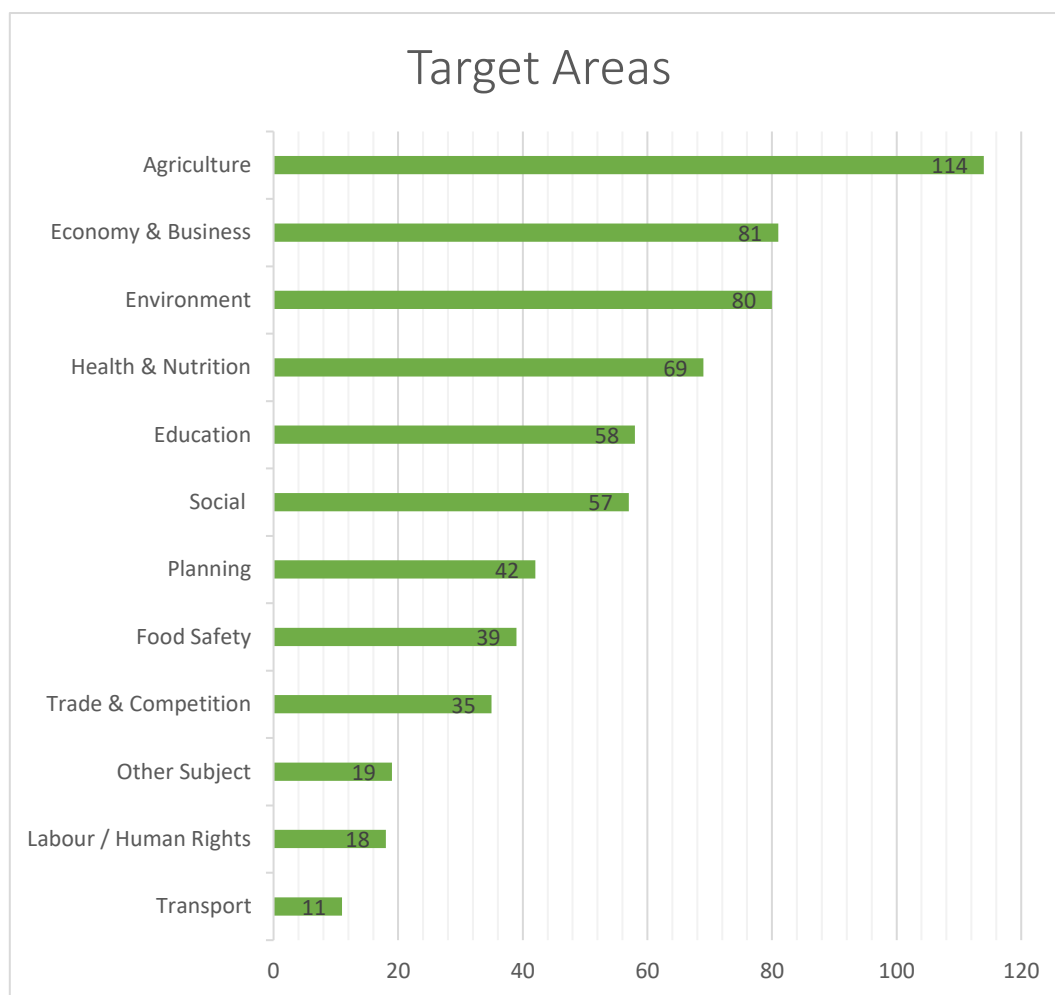 Target Areas
Agriculture 114
Economy & Business 81
Environment 80
Health & Nutrition 69
Education 58
Social 57
Planning 42
Food Safety 39
Trade & Competition 35
Other Subject 19
Labour / Human Rights 18
Transport 11
0 20 40 60 80 100 120